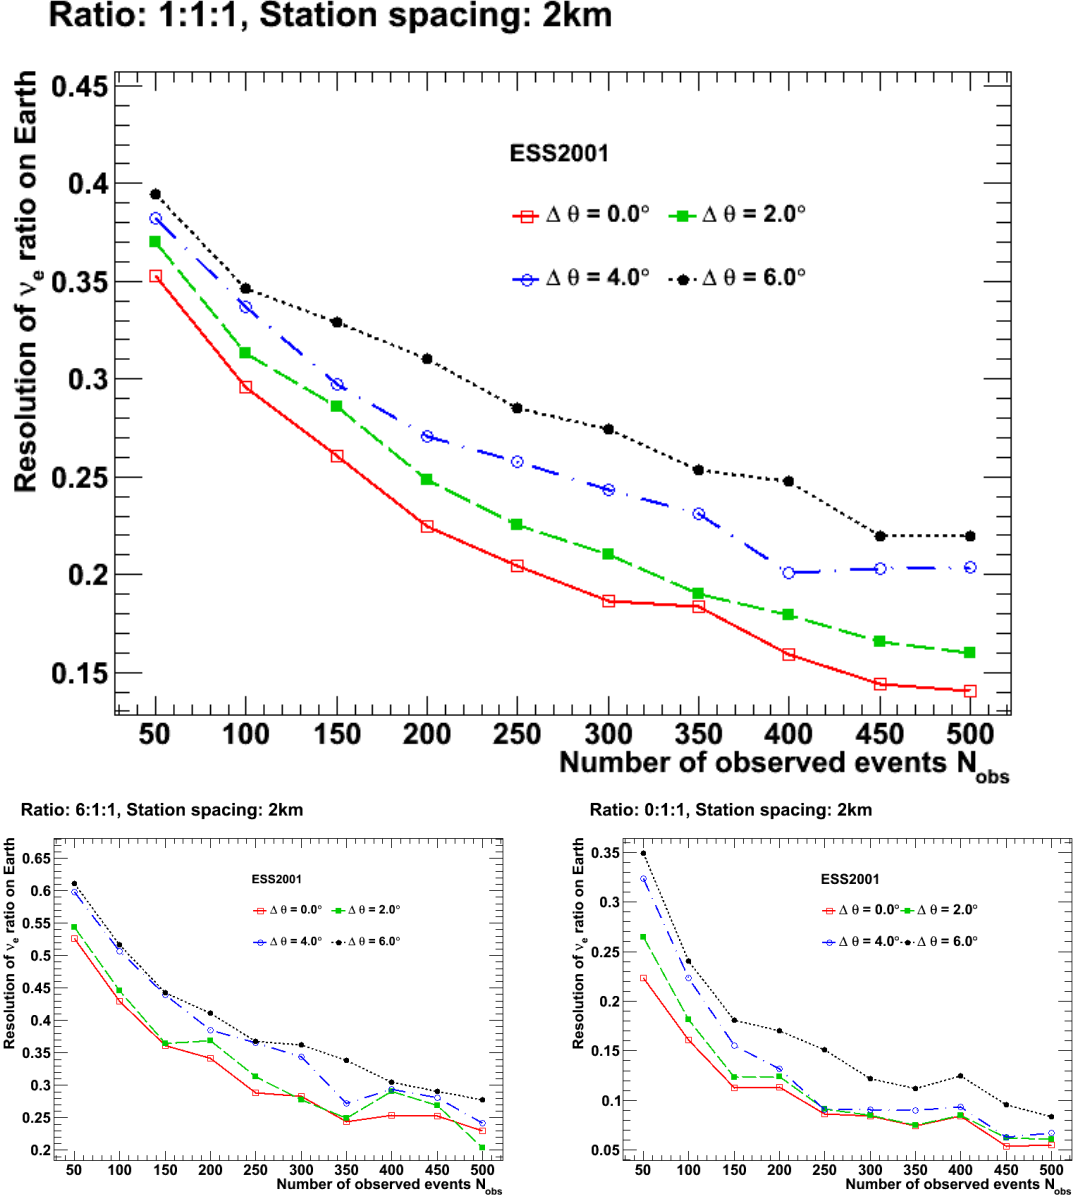 Ratio: 1:1:1, Station spacing: 2km
Resolution of νe ratio on Earth
0.45
0.4
0.35
0.3
0.25
0.2
0.15
ESS2001
Δ θ = 0.0° Δ θ = 2.0°
Δ θ = 4.0° Δ θ = 6.0°
50 100 150 200 250 300 350 400 450 500
Number of observed events Nobs
Ratio: 6:1:1, Station spacing: 2km
Resolution of νe ratio on Earth
0.65
0.6
0.55
0.5
0.45
0.4
0.35
0.3
0.25
0.2
ESS2001
Δ θ = 0.0° Δ θ = 2.0°
Δ θ = 4.0° Δ θ = 6.0°
50 100 150 200 250 300 350 400 450 500
Number of observed events Nobs
Ratio: 0:1:1, Station spacing: 2km
Resolution of νe ratio on Earth
0.35
0.3
0.25
0.2
0.15
0.1
0.05
ESS2001
Δ θ = 0.0° Δ θ = 2.0°
Δ θ = 4.0° Δ θ = 6.0°
50 100 150 200 250 300 350 400 450 500
Number of observed events Nobs